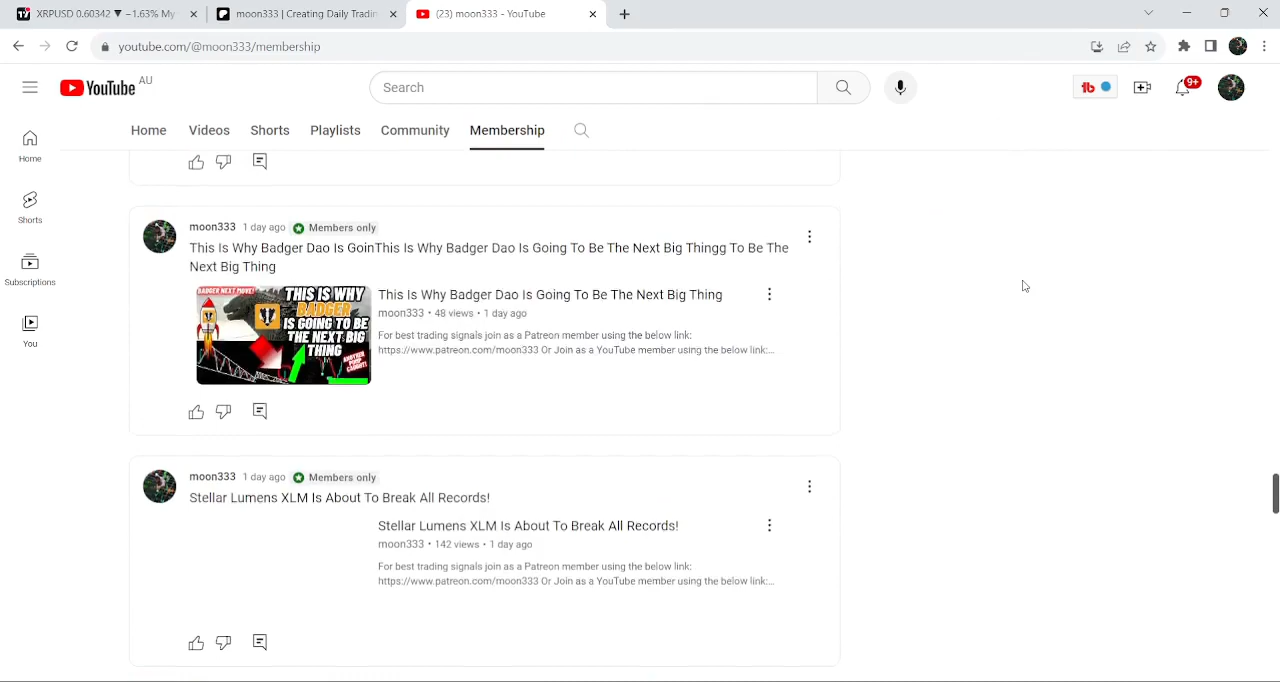 XRPUSD 0.60342 ▼ −1.63% My
moon333 | Creating Daily Tradin
(23) moon333 - YouTube
youtube.com/@moon333/membership
YouTube AU
Search
9+
Home Videos Shorts Playlists Community Membership
Home
Shorts
Subscriptions
You
moon333 1 day ago Members only
This Is Why Badger Dao Is GoinThis Is Why Badger Dao Is Going To Be The Next Big Thingg To Be The
Next Big Thing
BADGER NEXT MOVE!
THIS IS WHY
BADGER
IS GOING TO BE
THE NEXT BIG
THING
ANOTHER
PUMP
CAUGHT!
This Is Why Badger Dao Is Going To Be The Next Big Thing
moon333 • 48 views • 1 day ago
For best trading signals join as a Patreon member using the below link:
https://www.patreon.com/moon333 Or Join as a YouTube member using the below link:...
moon333 1 day ago Members only
Stellar Lumens XLM Is About To Break All Records!
Stellar Lumens XLM Is About To Break All Records!
moon333 • 142 views • 1 day ago
For best trading signals join as a Patreon member using the below link:
https://www.patreon.com/moon333 Or Join as a YouTube member using the below link:...